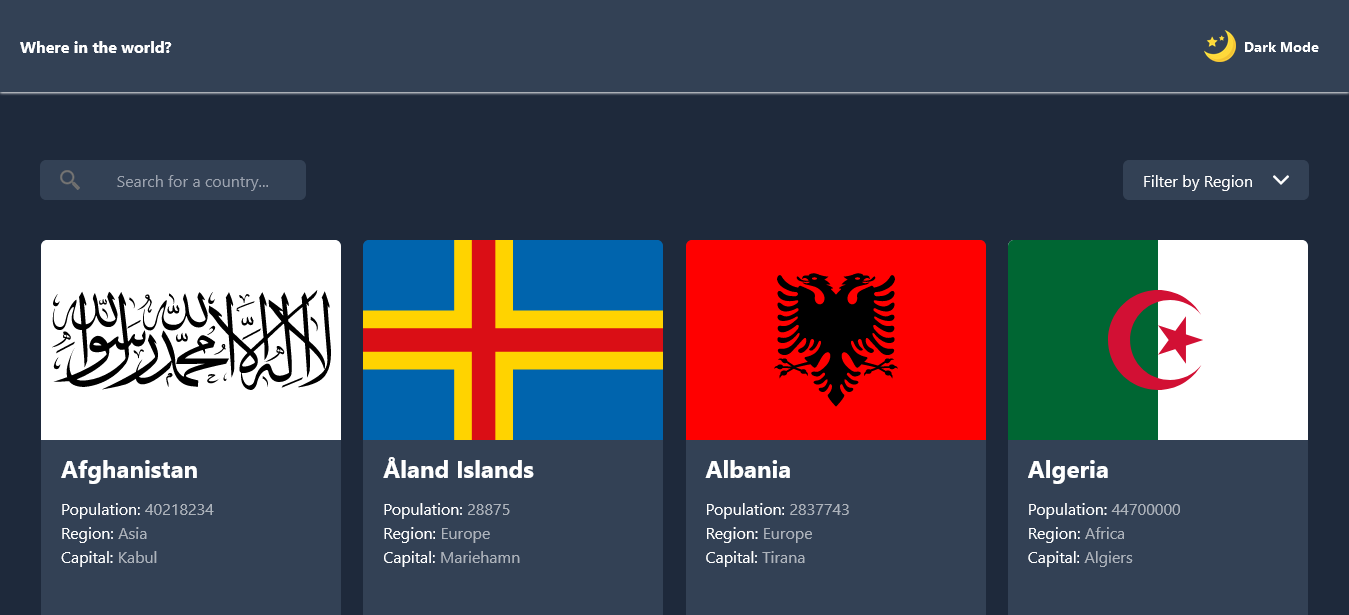 Where in the world?
Dark Mode
Search for a country...
Filter by Region
لا إله إلا الله محمد رسول الله
Afghanistan
Population: 40218234
Region: Asia
Capital: Kabul
Åland Islands
Population: 28875
Region: Europe
Capital: Mariehamn
Albania
Population: 2837743
Region: Europe
Capital: Tirana
Algeria
Population: 44700000
Region: Africa
Capital: Algiers